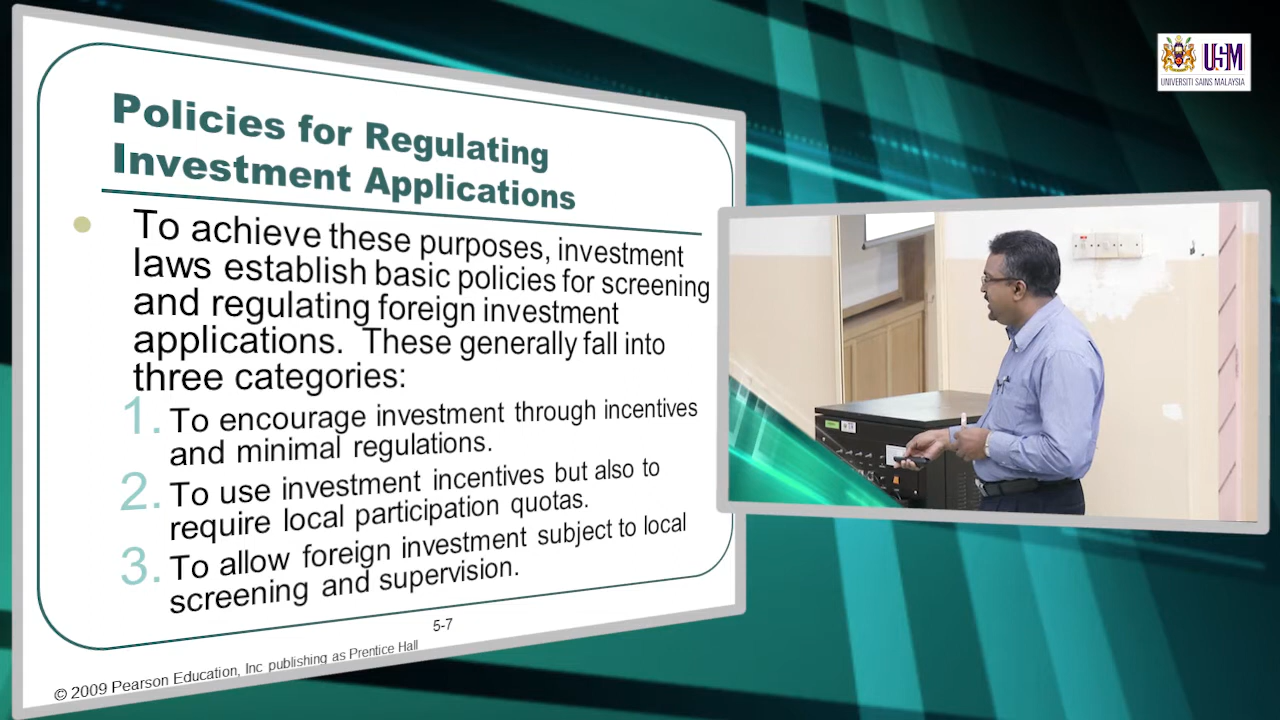 Policies for Regulating
Investment Applications
To achieve these purposes, investment
laws establish basic policies for screening
and regulating foreign investment
applications. These generally fall into
three categories:
1. To encourage investment through incentives
and minimal regulations.
2. To use investment incentives but also to
require local participation quotas.
3. To allow foreign investment subject to local
screening and supervision.
5-7
© 2009 Pearson Education, Inc publishing as Prentice Hall
USM
UNIVERSITI SAINS MALAYSIA